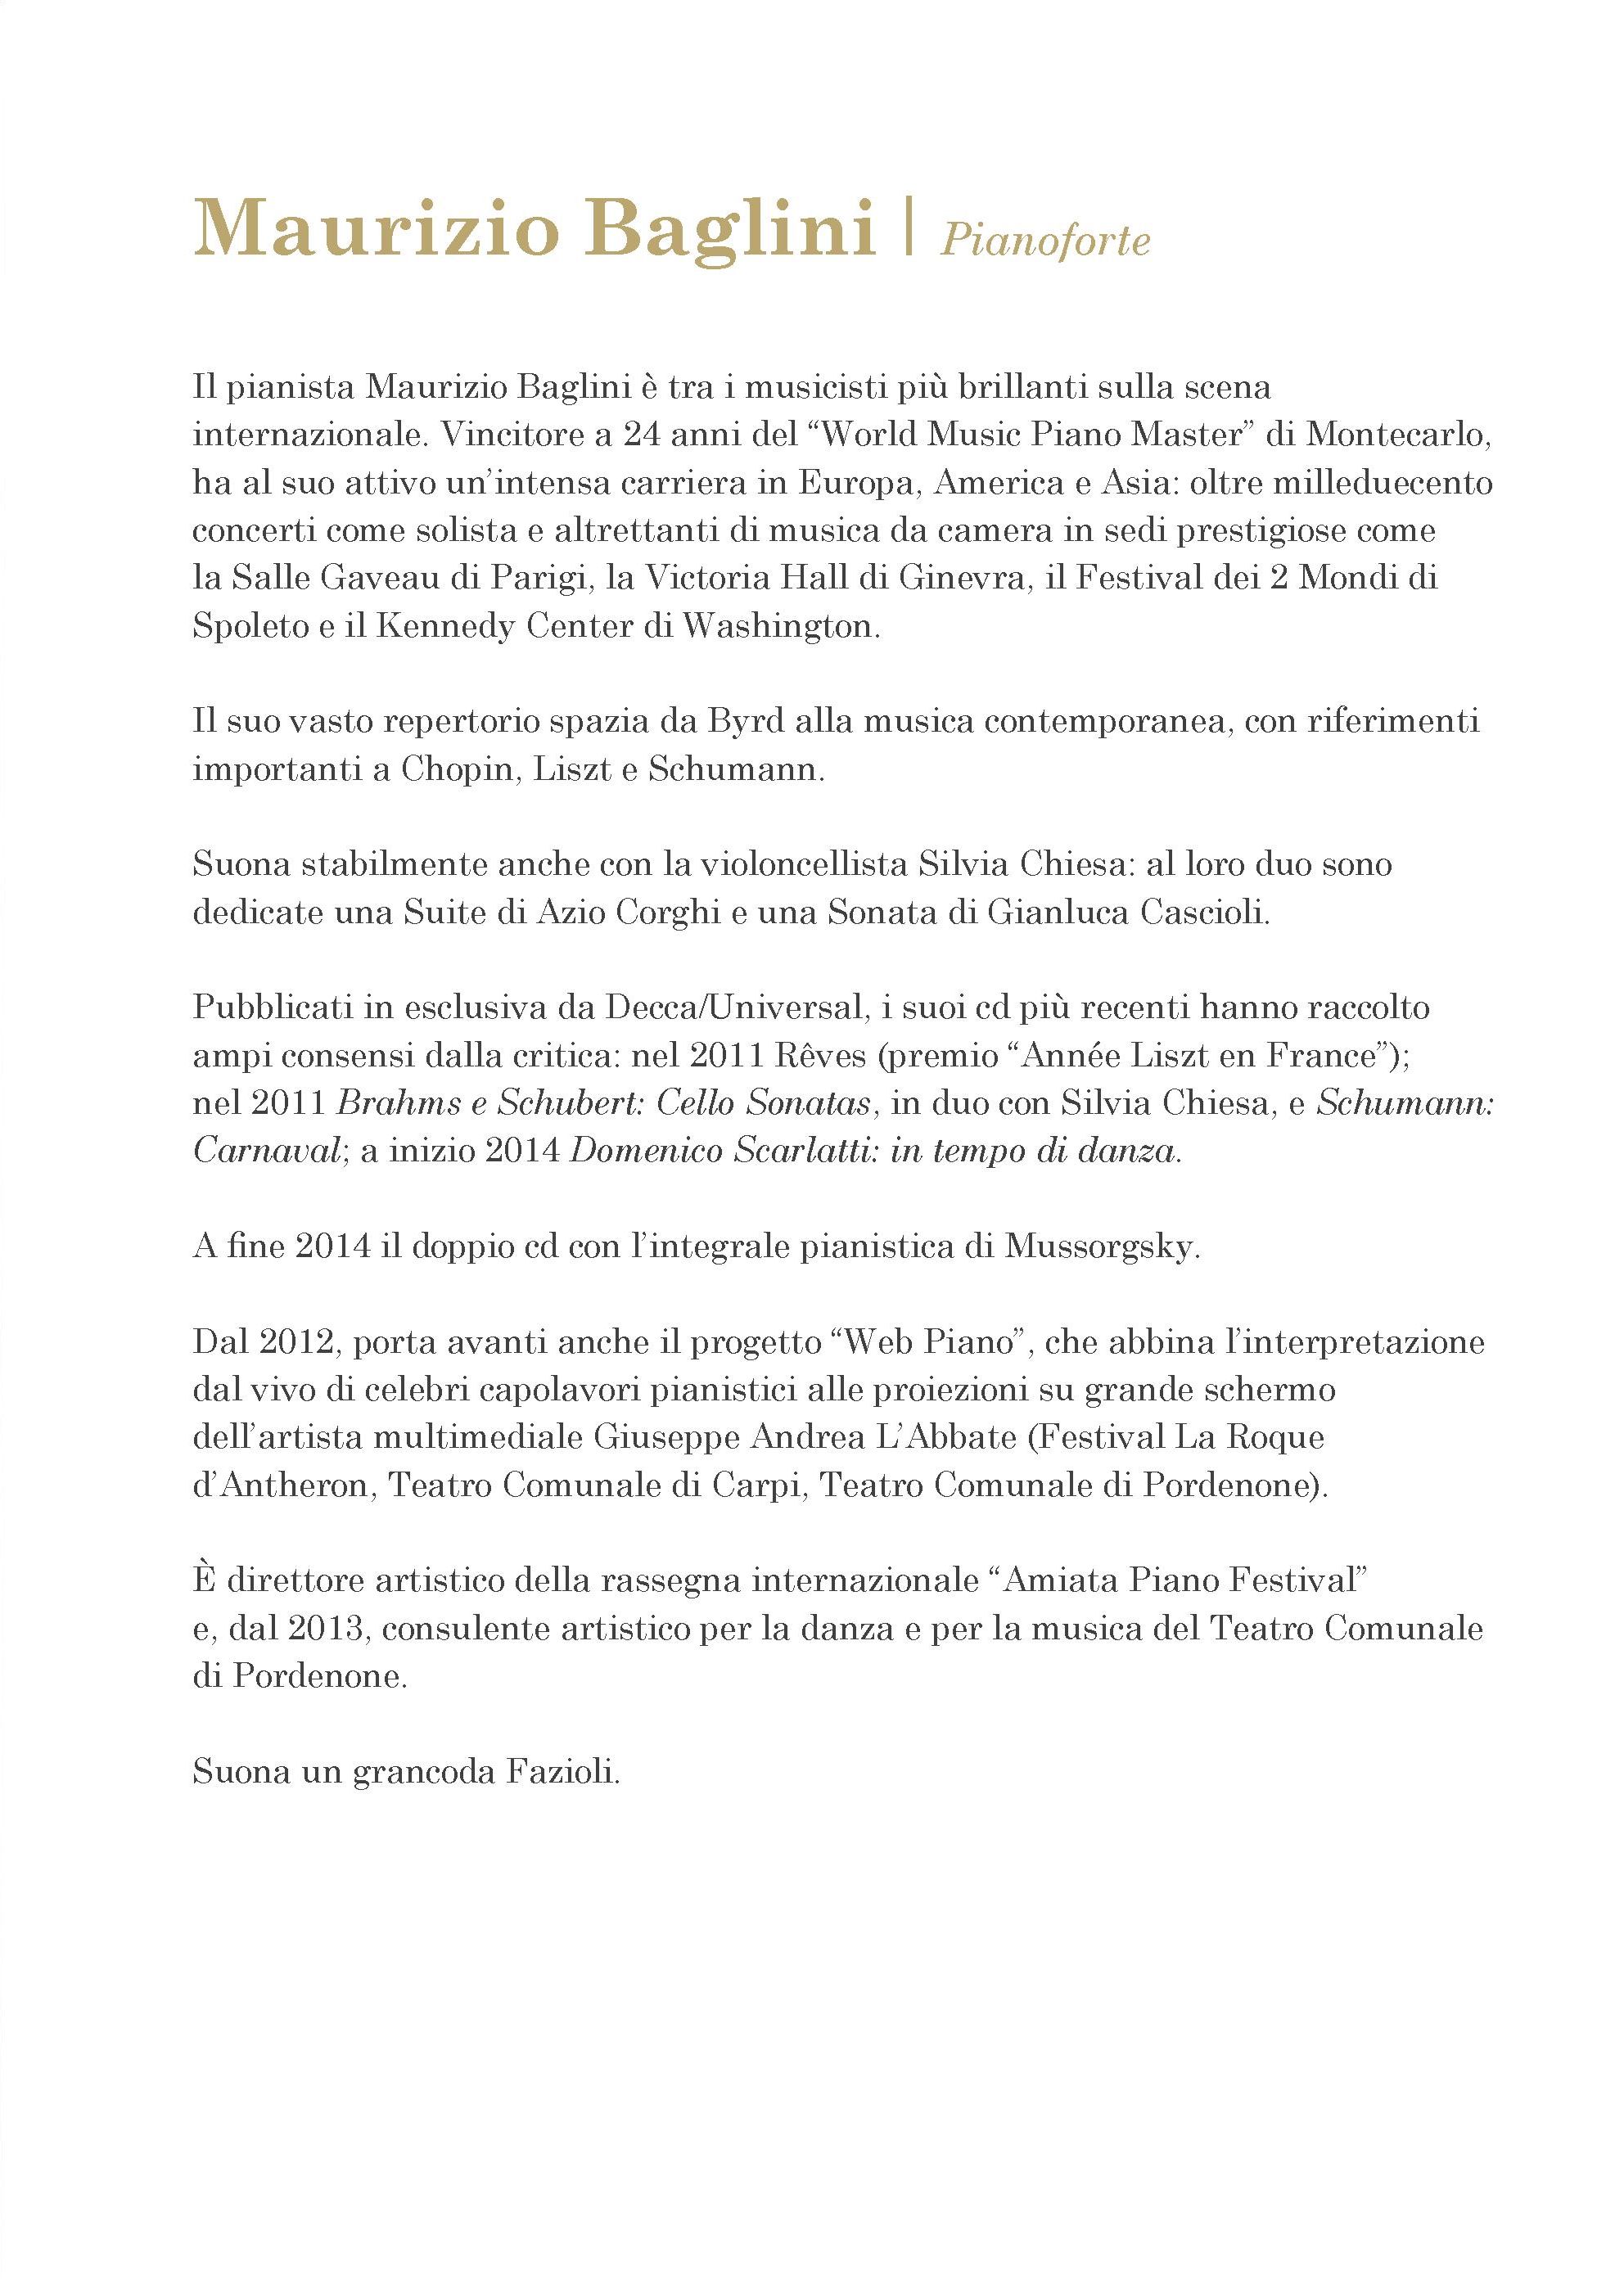 Maurizio Baglini | Pianoforte
Il pianista Maurizio Baglini è tra i musicisti più brillanti sulla scena
internazionale. Vincitore a 24 anni del “World Music Piano Master” di Montecarlo,
ha al suo attivo un’intensa carriera in Europa, America e Asia: oltre milleduecento
concerti come solista e altrettanti di musica da camera in sedi prestigiose come
la Salle Gaveau di Parigi, la Victoria Hall di Ginevra, il Festival dei 2 Mondi di
Spoleto e il Kennedy Center di Washington.
Il suo vasto repertorio spazia da Byrd alla musica contemporanea, con riferimenti
importanti a Chopin, Liszt e Schumann.
Suona stabilmente anche con la violoncellista Silvia Chiesa: al loro duo sono
dedicate una Suite di Azio Corghi e una Sonata di Gianluca Cascioli.
Pubblicati in esclusiva da Decca/Universal, i suoi cd più recenti hanno raccolto
ampi consensi dalla critica: nel 2011 Rêves (premio “Année Liszt en France”);
nel 2011 Brahms e Schubert: Cello Sonatas, in duo con Silvia Chiesa, e Schumann:
Carnaval; a inizio 2014 Domenico Scarlatti: in tempo di danza.
A fine 2014 il doppio cd con l’integrale pianistica di Mussorgsky.
Dal 2012, porta avanti anche il progetto “Web Piano”, che abbina l’interpretazione
dal vivo di celebri capolavori pianistici alle proiezioni su grande schermo
dell’artista multimediale Giuseppe Andrea L’Abbate (Festival La Roque
d’Antheron, Teatro Comunale di Carpi, Teatro Comunale di Pordenone).
È direttore artistico della rassegna internazionale “Amiata Piano Festival”
e, dal 2013, consulente artistico per la danza e per la musica del Teatro Comunale
di Pordenone.
Suona un grancoda Fazioli.